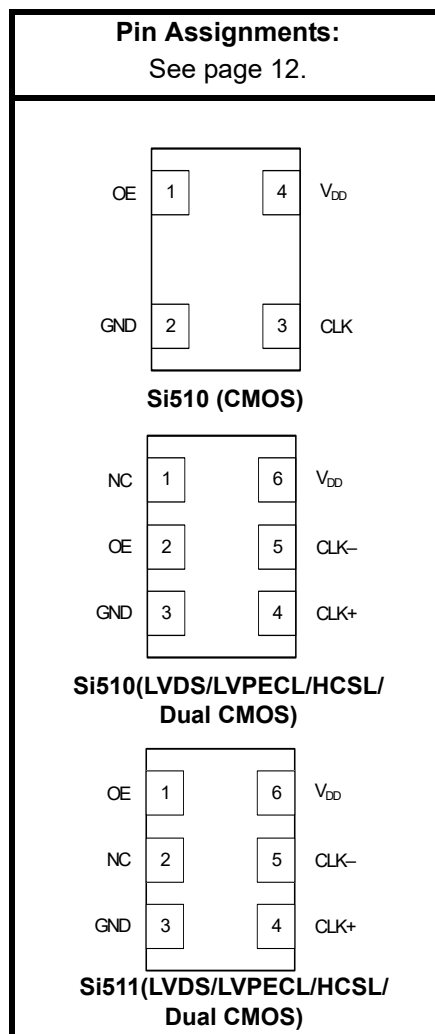 Pin Assignments:
See page 12.
OE 1 4 VDD
GND 2 3 CLK
Si510 (CMOS)
NC 1 6 VDD
OE 2 5 CLK–
GND 3 4 CLK+
Si510(LVDS/LVPECL/HCSL/
Dual CMOS)
OE 1 6 VDD
NC 2 5 CLK–
GND 3 4 CLK+
Si511(LVDS/LVPECL/HCSL/
Dual CMOS)